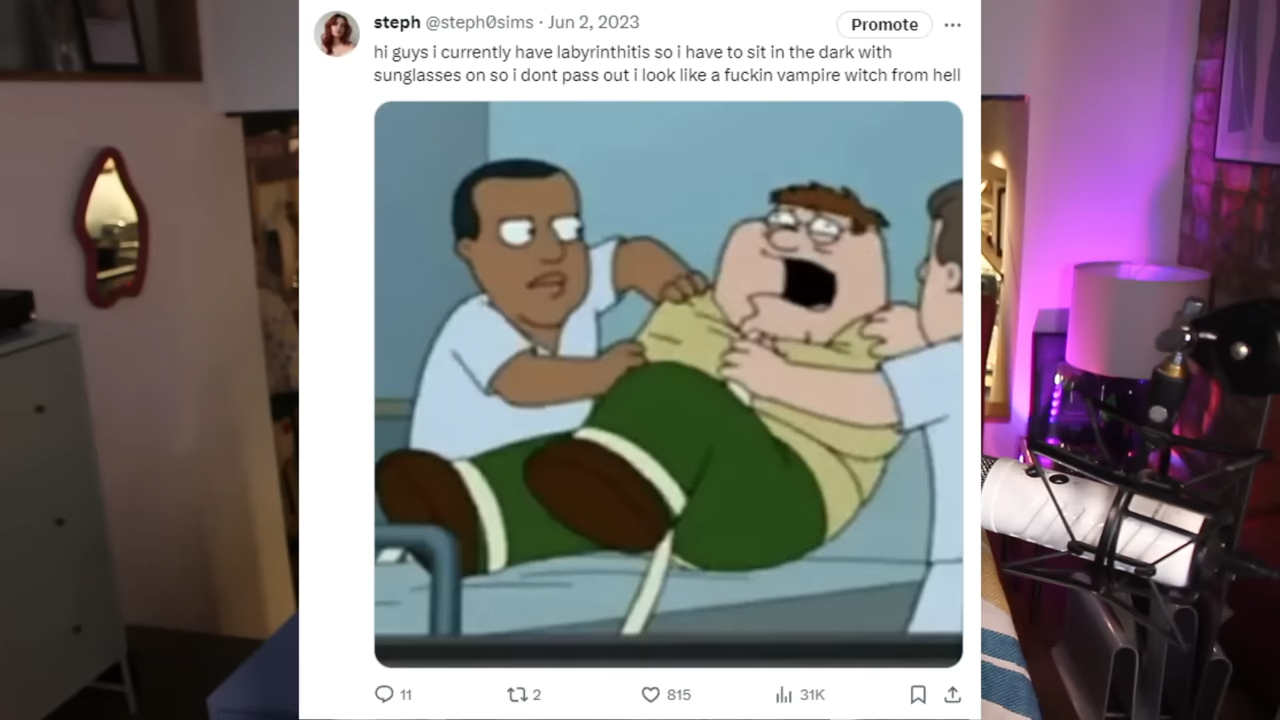 steph @steph0sims · Jun 2, 2023
Promote
hi guys i currently have labyrinthitis so i have to sit in the dark with
sunglasses on so i dont pass out i look like a fuckin vampire witch from hell
11
2
815
31K